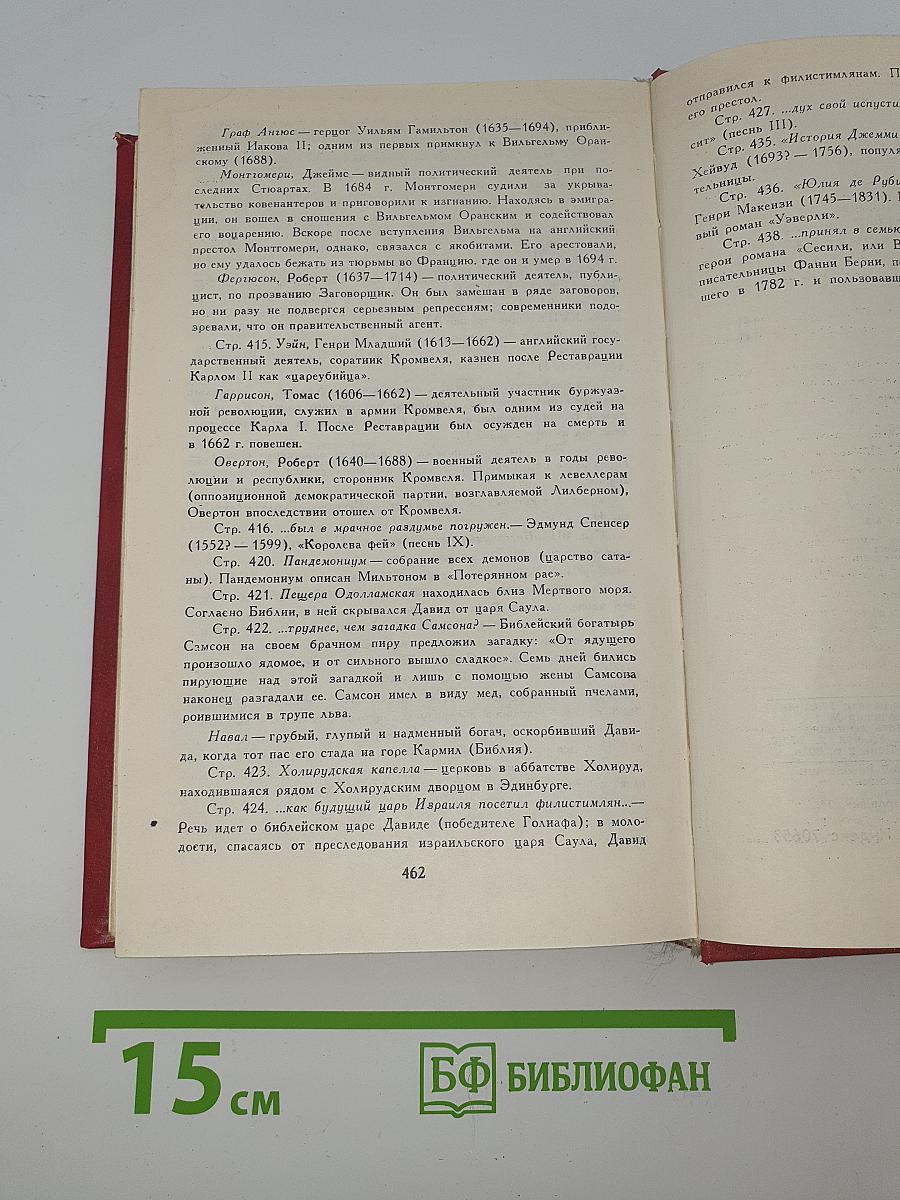 Граф Ангюс — герцог Уильям Гамильтон (1635—1694), прибли-
женный Иакова II; одним из первых примкнул к Вильгельму Оран-
скому (1688).
Монтгомери, Джеймс — видный политический деятель при по-
следних Стюартах. В 1684 г. Монтгомери судили за укрыва-
тельство ковенантеров и приговорили к изгнанию. Находясь в эмигра-
ции, он вошел в сношения с Вильгельмом Оранским и содействовал
его воцарению. Вскоре после вступления Вильгельма на английский
престол Монтгомери, однако, связался с якобитами. Его арестовали,
но ему удалось бежать из тюрьмы во Францию, где он и умер в 1694 г.
Фергюсон, Роберт (1637—1714) — политический деятель, публи-
цист, по прозванию Заговорщик. Он был замешан в ряде заговоров,
но ни разу не подвергся серьезным репрессиям; современники подо-
зревали, что он правительственный агент.
Стр. 415. Уэйн, Генри Младший (1613—1662) — английский госу-
дарственный деятель, соратник Кромвеля, казнен после Реставрации
Карлом II как «цареубийца».
Гаррисон, Томас (1606—1662) — деятельный участник буржуаз-
ной революции, служил в армии Кромвеля, был одним из судей на
процессе Карла I. После Реставрации был осужден на смерть и
в 1662 г. повешен.
Овертон, Роберт (1640—1688) — военный деятель в годы рево-
люции и республики, сторонник Кромвеля. Примыкая к левеллерам
(оппозиционной демократической партии, возглавляемой Лилберном),
Овертон впоследствии отошел от Кромвеля.
Стр. 416. ...был в мрачное раздумье погружен.— Эдмунд Спенсер
(1552? — 1599), «Королева фей» (песнь IX).
Стр. 420. Пандемониум — собрание всех демонов (царство сата-
ны). Пандемониум описан Мильтоном в «Потерянном рае».
Стр. 421. Пещера Одолламская находилась близ Мертвого моря.
Согласно Библии, в ней скрывался Давид от царя Саула.
Стр. 422. ...труднее, чем загадка Самсона? — Библейский богатырь
Самсон на своем брачном пиру предложил загадку: «От ядущего
произошло ядомое, и от сильного вышло сладкое». Семь дней бились
пирующие над этой загадкой и лишь с помощью жены Самсона
наконец разгадали ее. Самсон имел в виду мед, собранный пчелами,
роившимися в трупе льва.
Навал — грубый, глупый и надменный богач, оскорбивший Дави-
да, когда тот пас его стада на горе Кармил (Библия).
Стр. 423. Холирудская капелла — церковь в аббатстве Холируд,
находившаяся рядом с Холирудским дворцом в Эдинбурге.
Стр. 424. ...как будущий царь Израиля посетил филистимлян...—
Речь идет о библейском царе Давиде (победителе Голиафа); в моло-
дости, спасаясь от преследования израильского царя Саула, Давид
462
отправился к филистимлянам. П
его престол.
Стр. 427. ...дух свой испусти
сит» (песнь III).
Стр. 435. «История Джемми
Хейвуд (1693? — 1756), популя
тельницы.
Стр. 436. «Юлия де Руби
Генри Макензи (1745—1831).
вый роман «Уэверли».
Стр. 438. ...принял в семью
герои романа «Сесили, или В
писательницы Фанни Берни, по
шего в 1782 г. и пользовавш
15 см
БФ БИБЛИОФАН